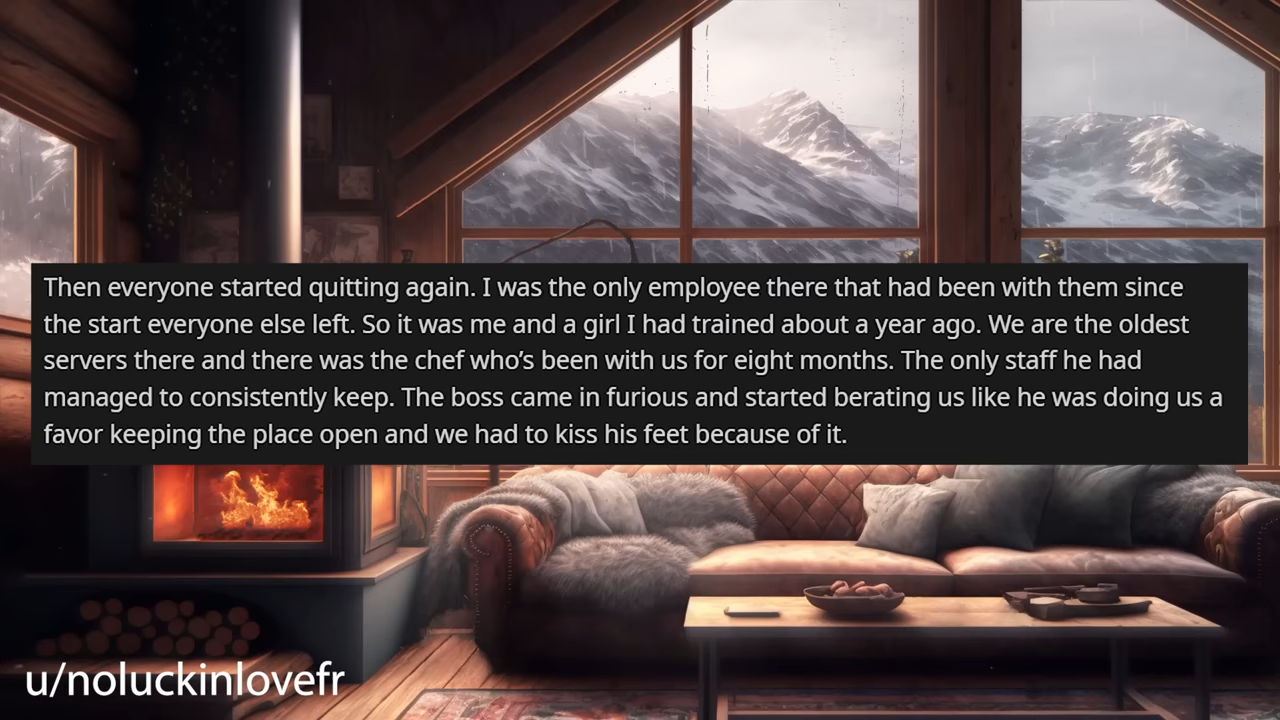 Then everyone started quitting again. I was the only employee there that had been with them since
the start everyone else left. So it was me and a girl I had trained about a year ago. We are the oldest
servers there and there was the chef who’s been with us for eight months. The only staff he had
managed to consistently keep. The boss came in furious and started berating us like he was doing us a
favor keeping the place open and we had to kiss his feet because of it.
u/noluckinlovefr